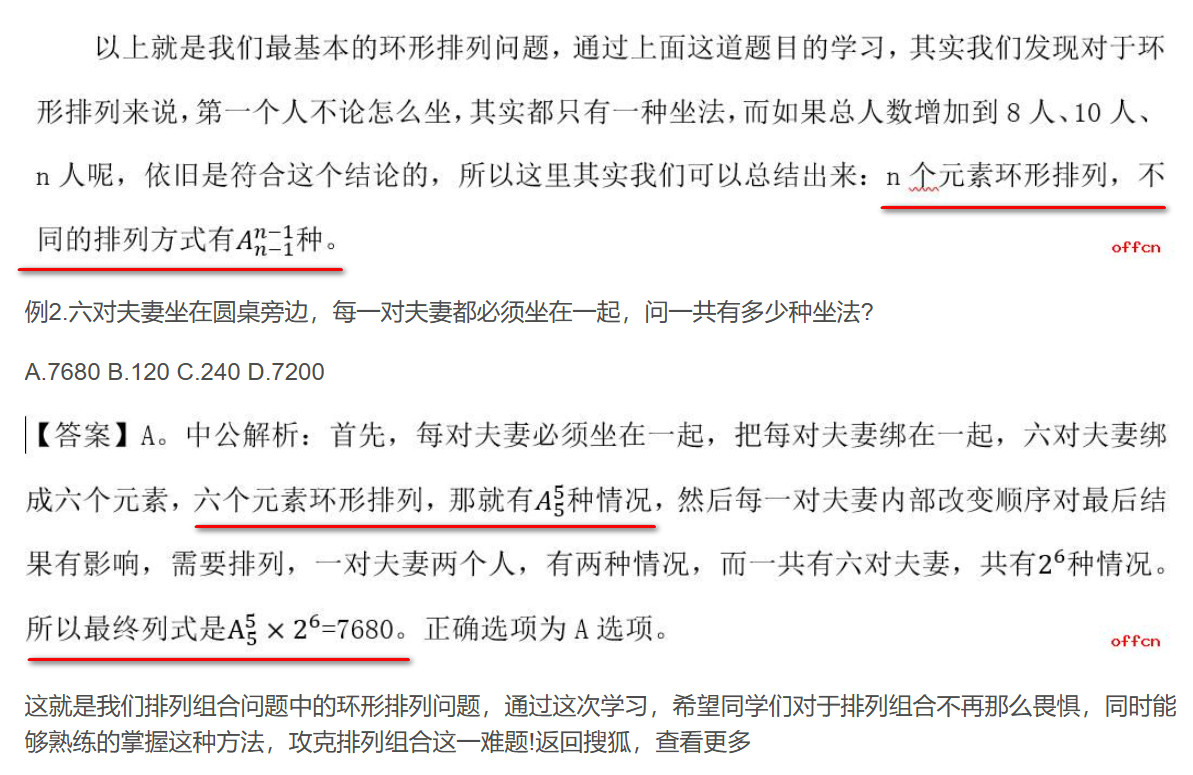 以上就是我们最基本的环形排列问题，通过上面这道题目的学习，其实我们发现对于环
形排列来说，第一个人不论怎么坐，其实都只有一种坐法，而如果总人数增加到 8 人、10 人、
n 人呢，依旧是符合这个结论的，所以这里其实我们可以总结出来：n 个元素环形排列，不
同的排列方式有$A_{n-1}^{n-1}$种。
offcn
例2.六对夫妻坐在圆桌旁边，每一对夫妻都必须坐在一起，问一共有多少种坐法?
A.7680 B.120 C.240 D.7200
【答案】A。中公解析：首先，每对夫妻必须坐在一起，把每对夫妻绑在一起，六对夫妻绑
成六个元素，六个元素环形排列，那就有$A_5^5$种情况，然后每一对夫妻内部改变顺序对最后结
果有影响，需要排列，一对夫妻两个人，有两种情况，而一共有六对夫妻，共有$2^6$种情况。
所以最终列式是$A_5^5 × 2^6$=7680。正确选项为 A 选项。
offcn
这就是我们排列组合问题中的环形排列问题，通过这次学习，希望同学们对于排列组合不再那么畏惧，同时能
够熟练的掌握这种方法，攻克排列组合这一难题!返回搜狐，查看更多